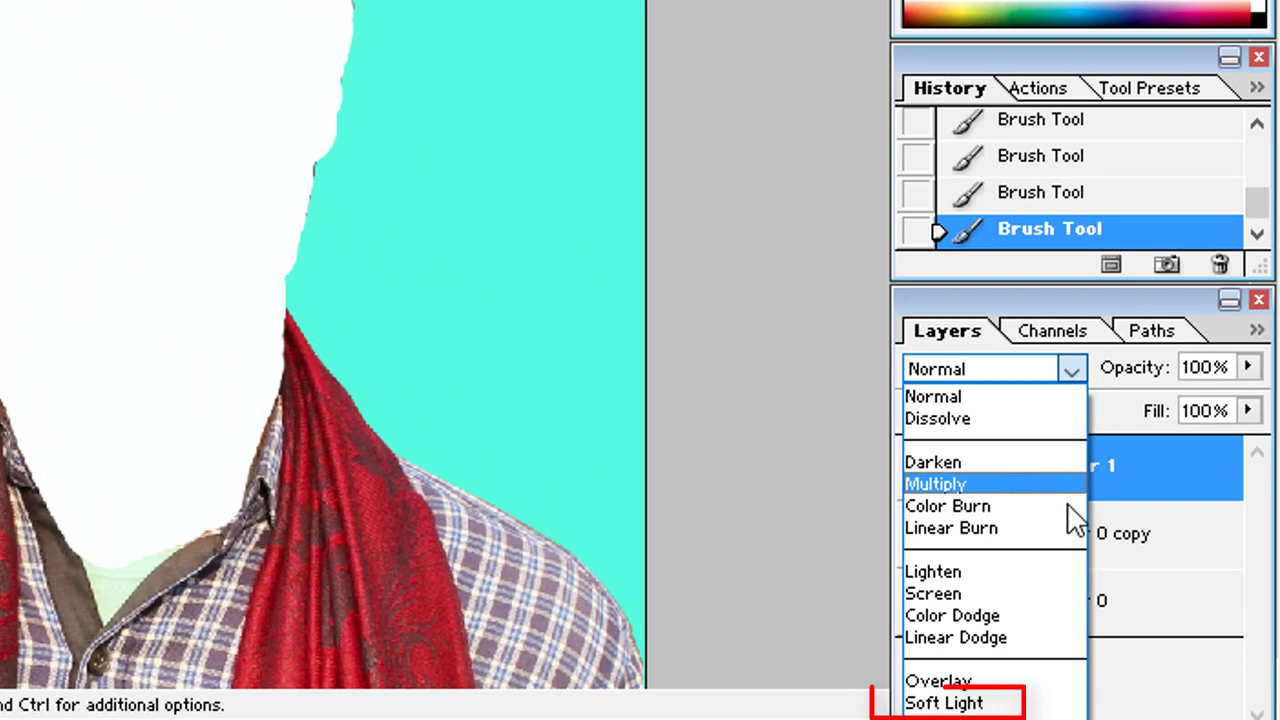 History
Actions
Tool Presets
Brush Tool
Brush Tool
Brush Tool
Brush Tool
Layers
Channels
Paths
Normal
Opacity: 100%
Normal
Dissolve
Fill: 100%
Darken
r 1
Multiply
Color Burn
Linear Burn
0 copy
Lighten
Screen
0
Color Dodge
Linear Dodge
Overlay
Soft Light
nd Ctrl for additional options.